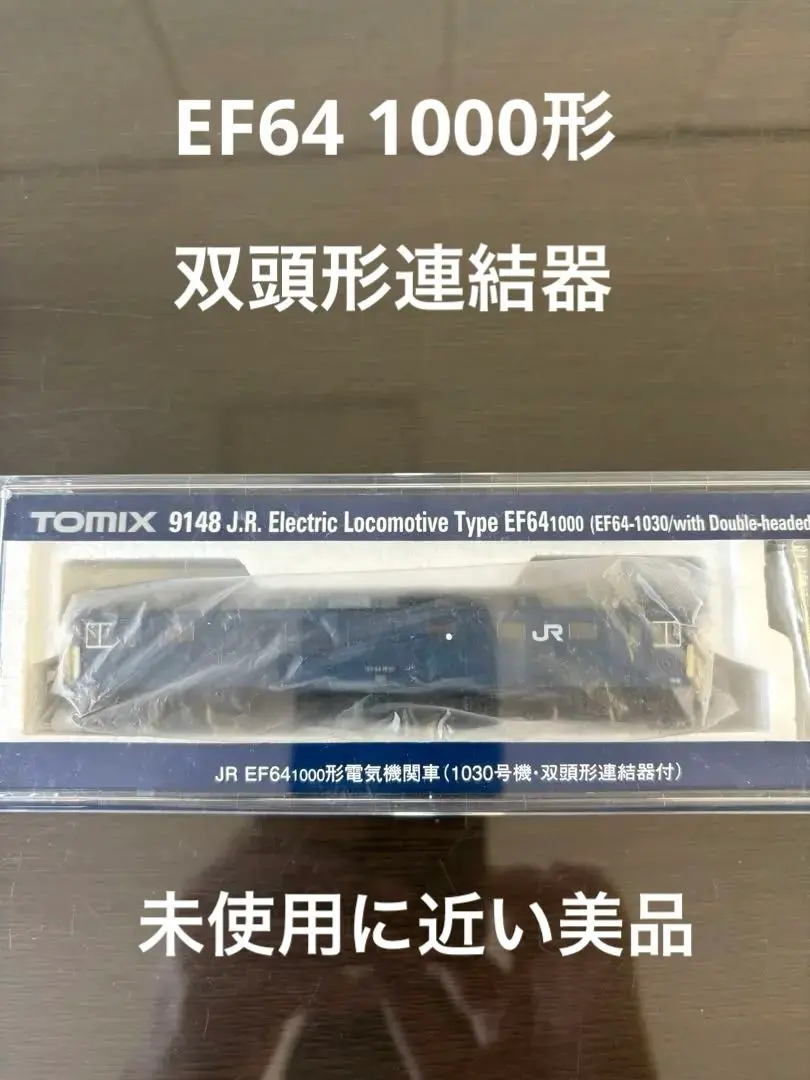 EF64 1000形
双頭形連結器
TOMIX 9148 J.R. Electric Locomotive Type EF641000 (EF64-1030/with Double-headed
JR
JR EF641000形電気機関車(1030号機・双頭形連結器付)
未使用に近い美品